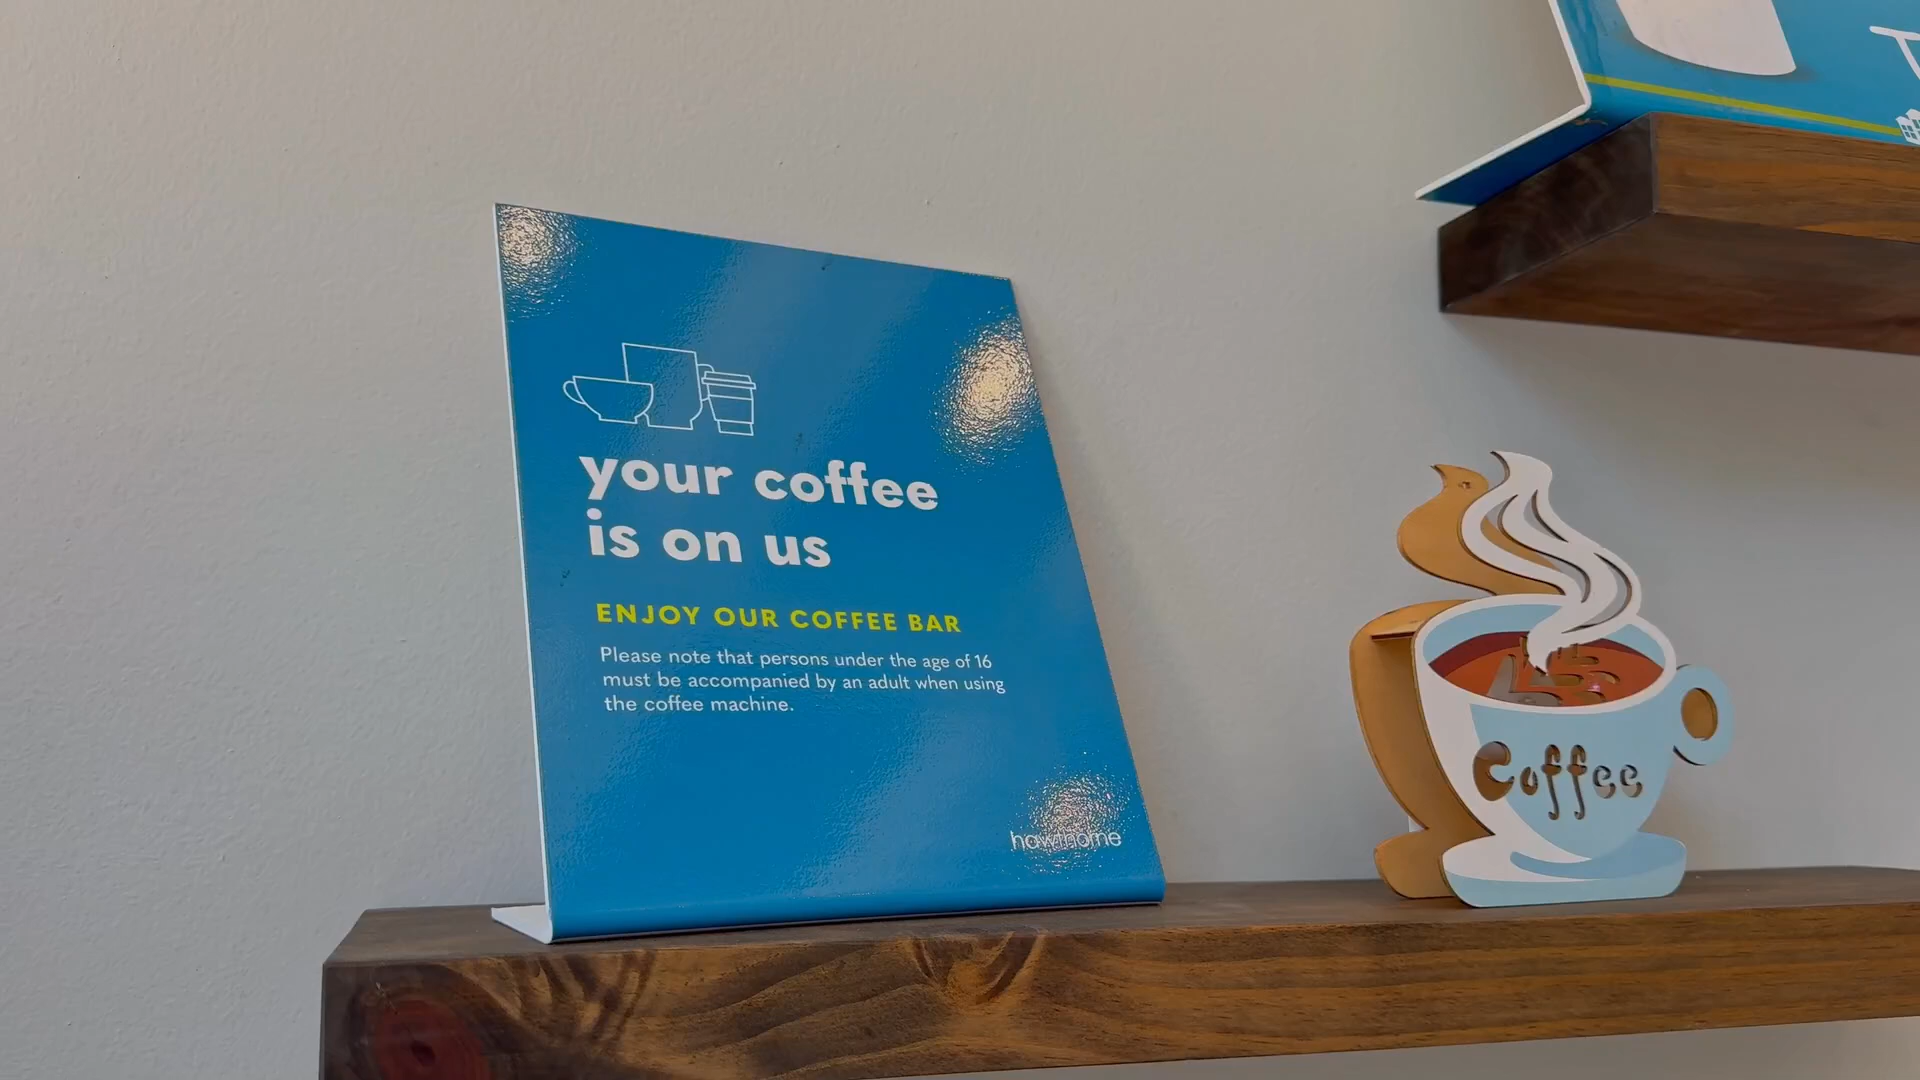 your coffee
is on us
ENJOY OUR COFFEE BAR
Please note that persons under the age of 16
must be accompanied by an adult when using
the coffee machine.
hawthorne
Coffee